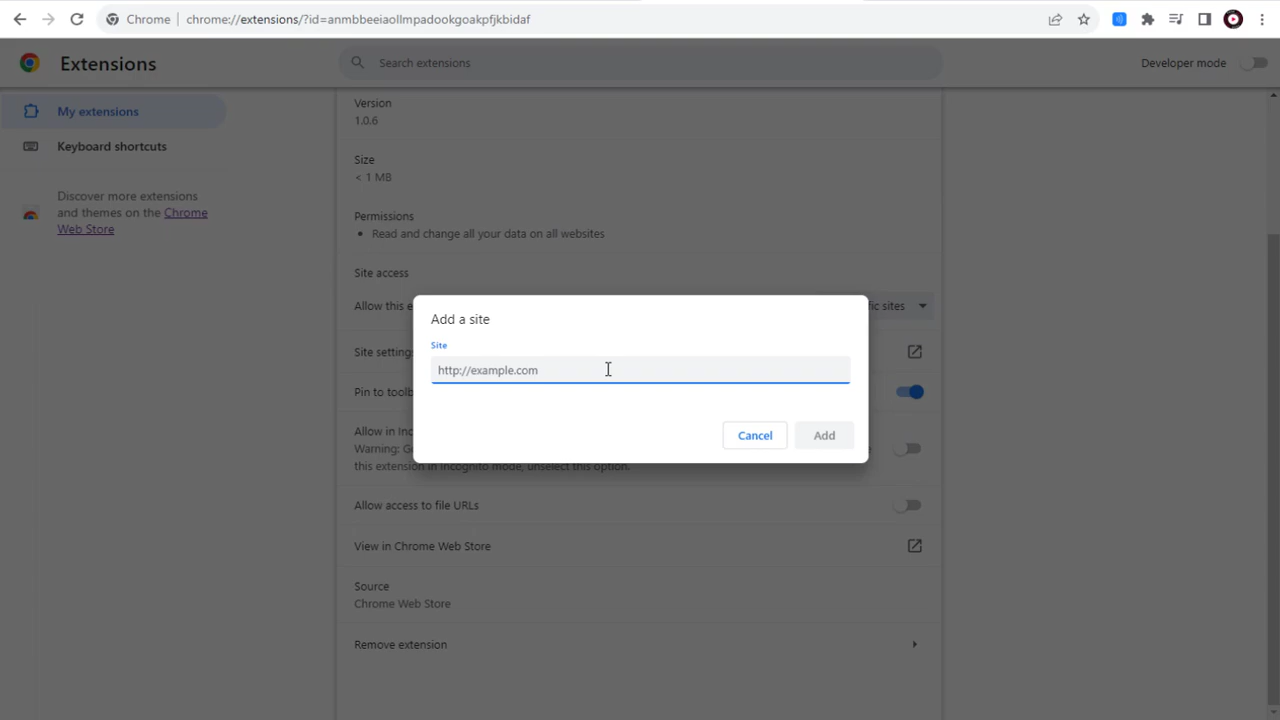 Chrome
chrome://extensions/?id=anmbbeeiaollmpadookgoakpfjkbidaf
Extensions
Search extensions
Developer mode
My extensions
Keyboard shortcuts
Discover more extensions
and themes on the Chrome
Web Store
Version
1.0.6
Size
< 1 MB
Permissions
• Read and change all your data on all websites
Site access
Allow this e
fic sites
Add a site
Site
http://example.com
Cancel
Add
Site setting
Pin to toolb
Allow in Inc
Warning: G
this extension in Incognito mode, unselect this option.
Allow access to file URLs
View in Chrome Web Store
Source
Chrome Web Store
Remove extension